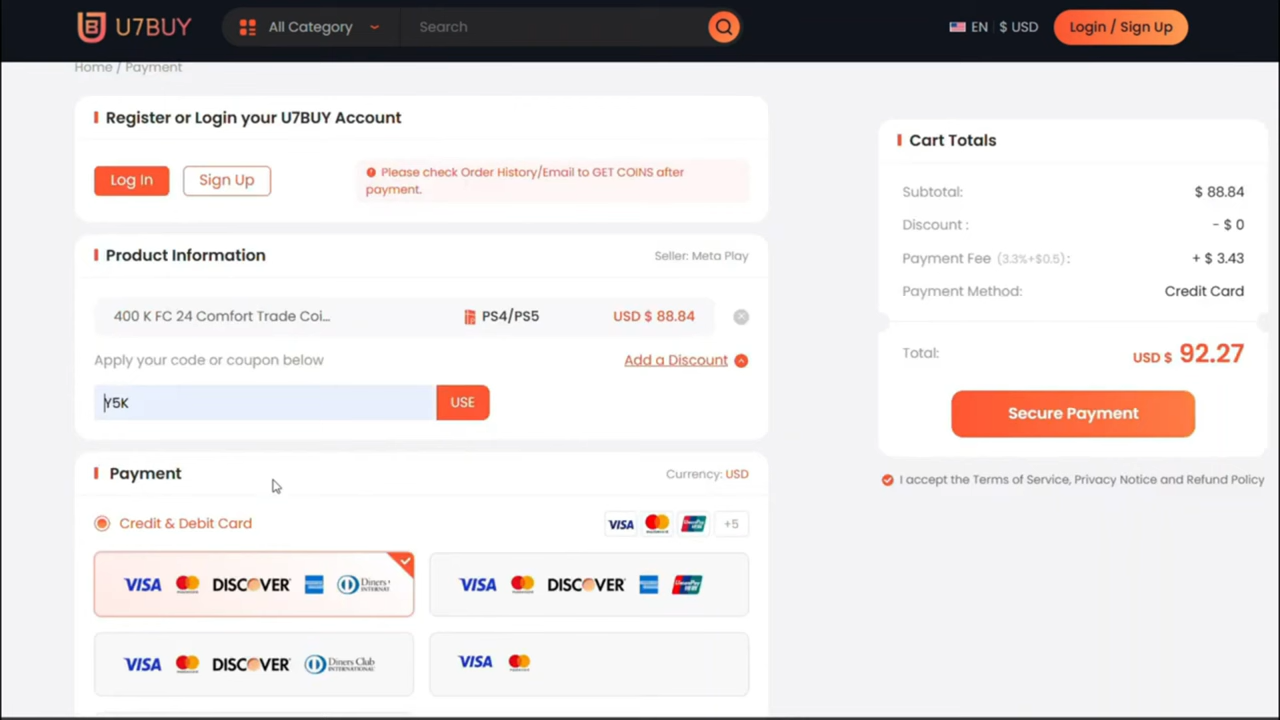 U7BUY
All Category
Search
EN | $ USD
Login / Sign Up
Home / Payment
Register or Login your U7BUY Account
Log In
Sign Up
Please check Order History/Email to GET COINS after
payment.
Product Information
Seller: Meta Play
400 K FC 24 Comfort Trade Coi...
PS4/PS5
USD $ 88.84
Apply your code or coupon below
Add a Discount
Y5K
USE
Payment
Currency: USD
Credit & Debit Card
VISA
+5
VISA DISCOVER Diners
VISA DISCOVER UnionPay
VISA DISCOVER Diners Club
INTERNATIONAL
VISA
Cart Totals
Subtotal:
$ 88.84
Discount :
- $ 0
Payment Fee (3.3%+$0.5) :
+ $ 3.43
Payment Method:
Credit Card
Total:
USD $ 92.27
Secure Payment
I accept the Terms of Service, Privacy Notice and Refund Policy